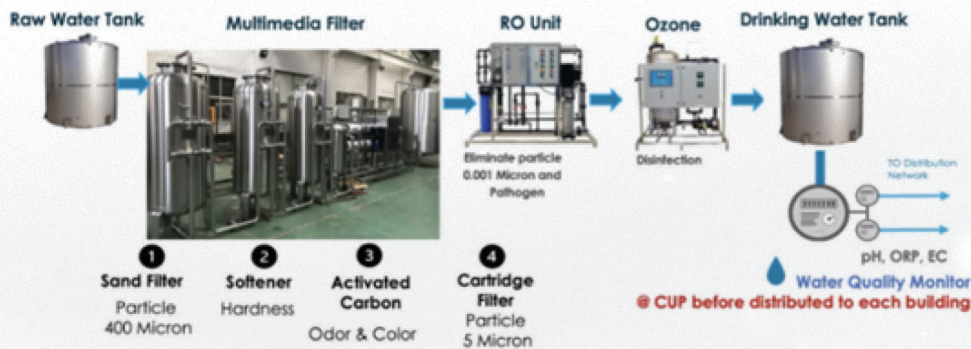 Raw Water Tank
Multimedia Filter
RO Unit
Ozone
Drinking Water Tank
Eliminate particle
0.001 Micron and
Pathogen
Disinfection
TO Distribution
Network
1
Sand Filter
Particle
400 Micron
2
Softener
Hardness
3
Activated
Carbon
Odor & Color
4
Cartridge
Filter
Particle
5 Micron
pH, ORP, EC
Water Quality Monitor
@ CUP before distributed to each building